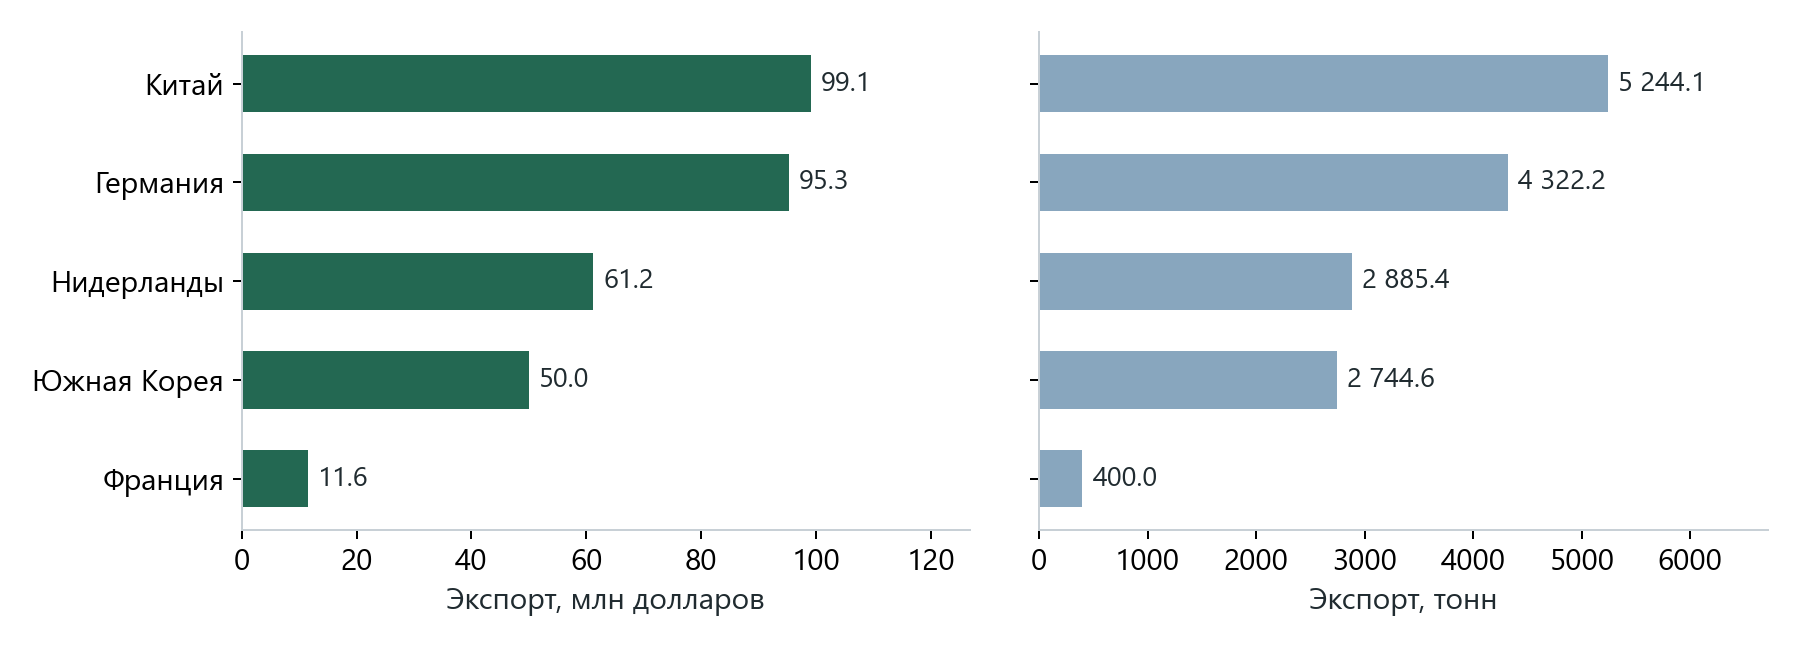 Китай
99.1
5 244.1
Германия
95.3
4 322.2
Нидерланды
61.2
2 885.4
Южная Корея
50.0
2 744.6
Франция
11.6
400.0
0 20 40 60 80 100 120
0 1000 2000 3000 4000 5000 6000
Экспорт, млн долларов
Экспорт, тонн